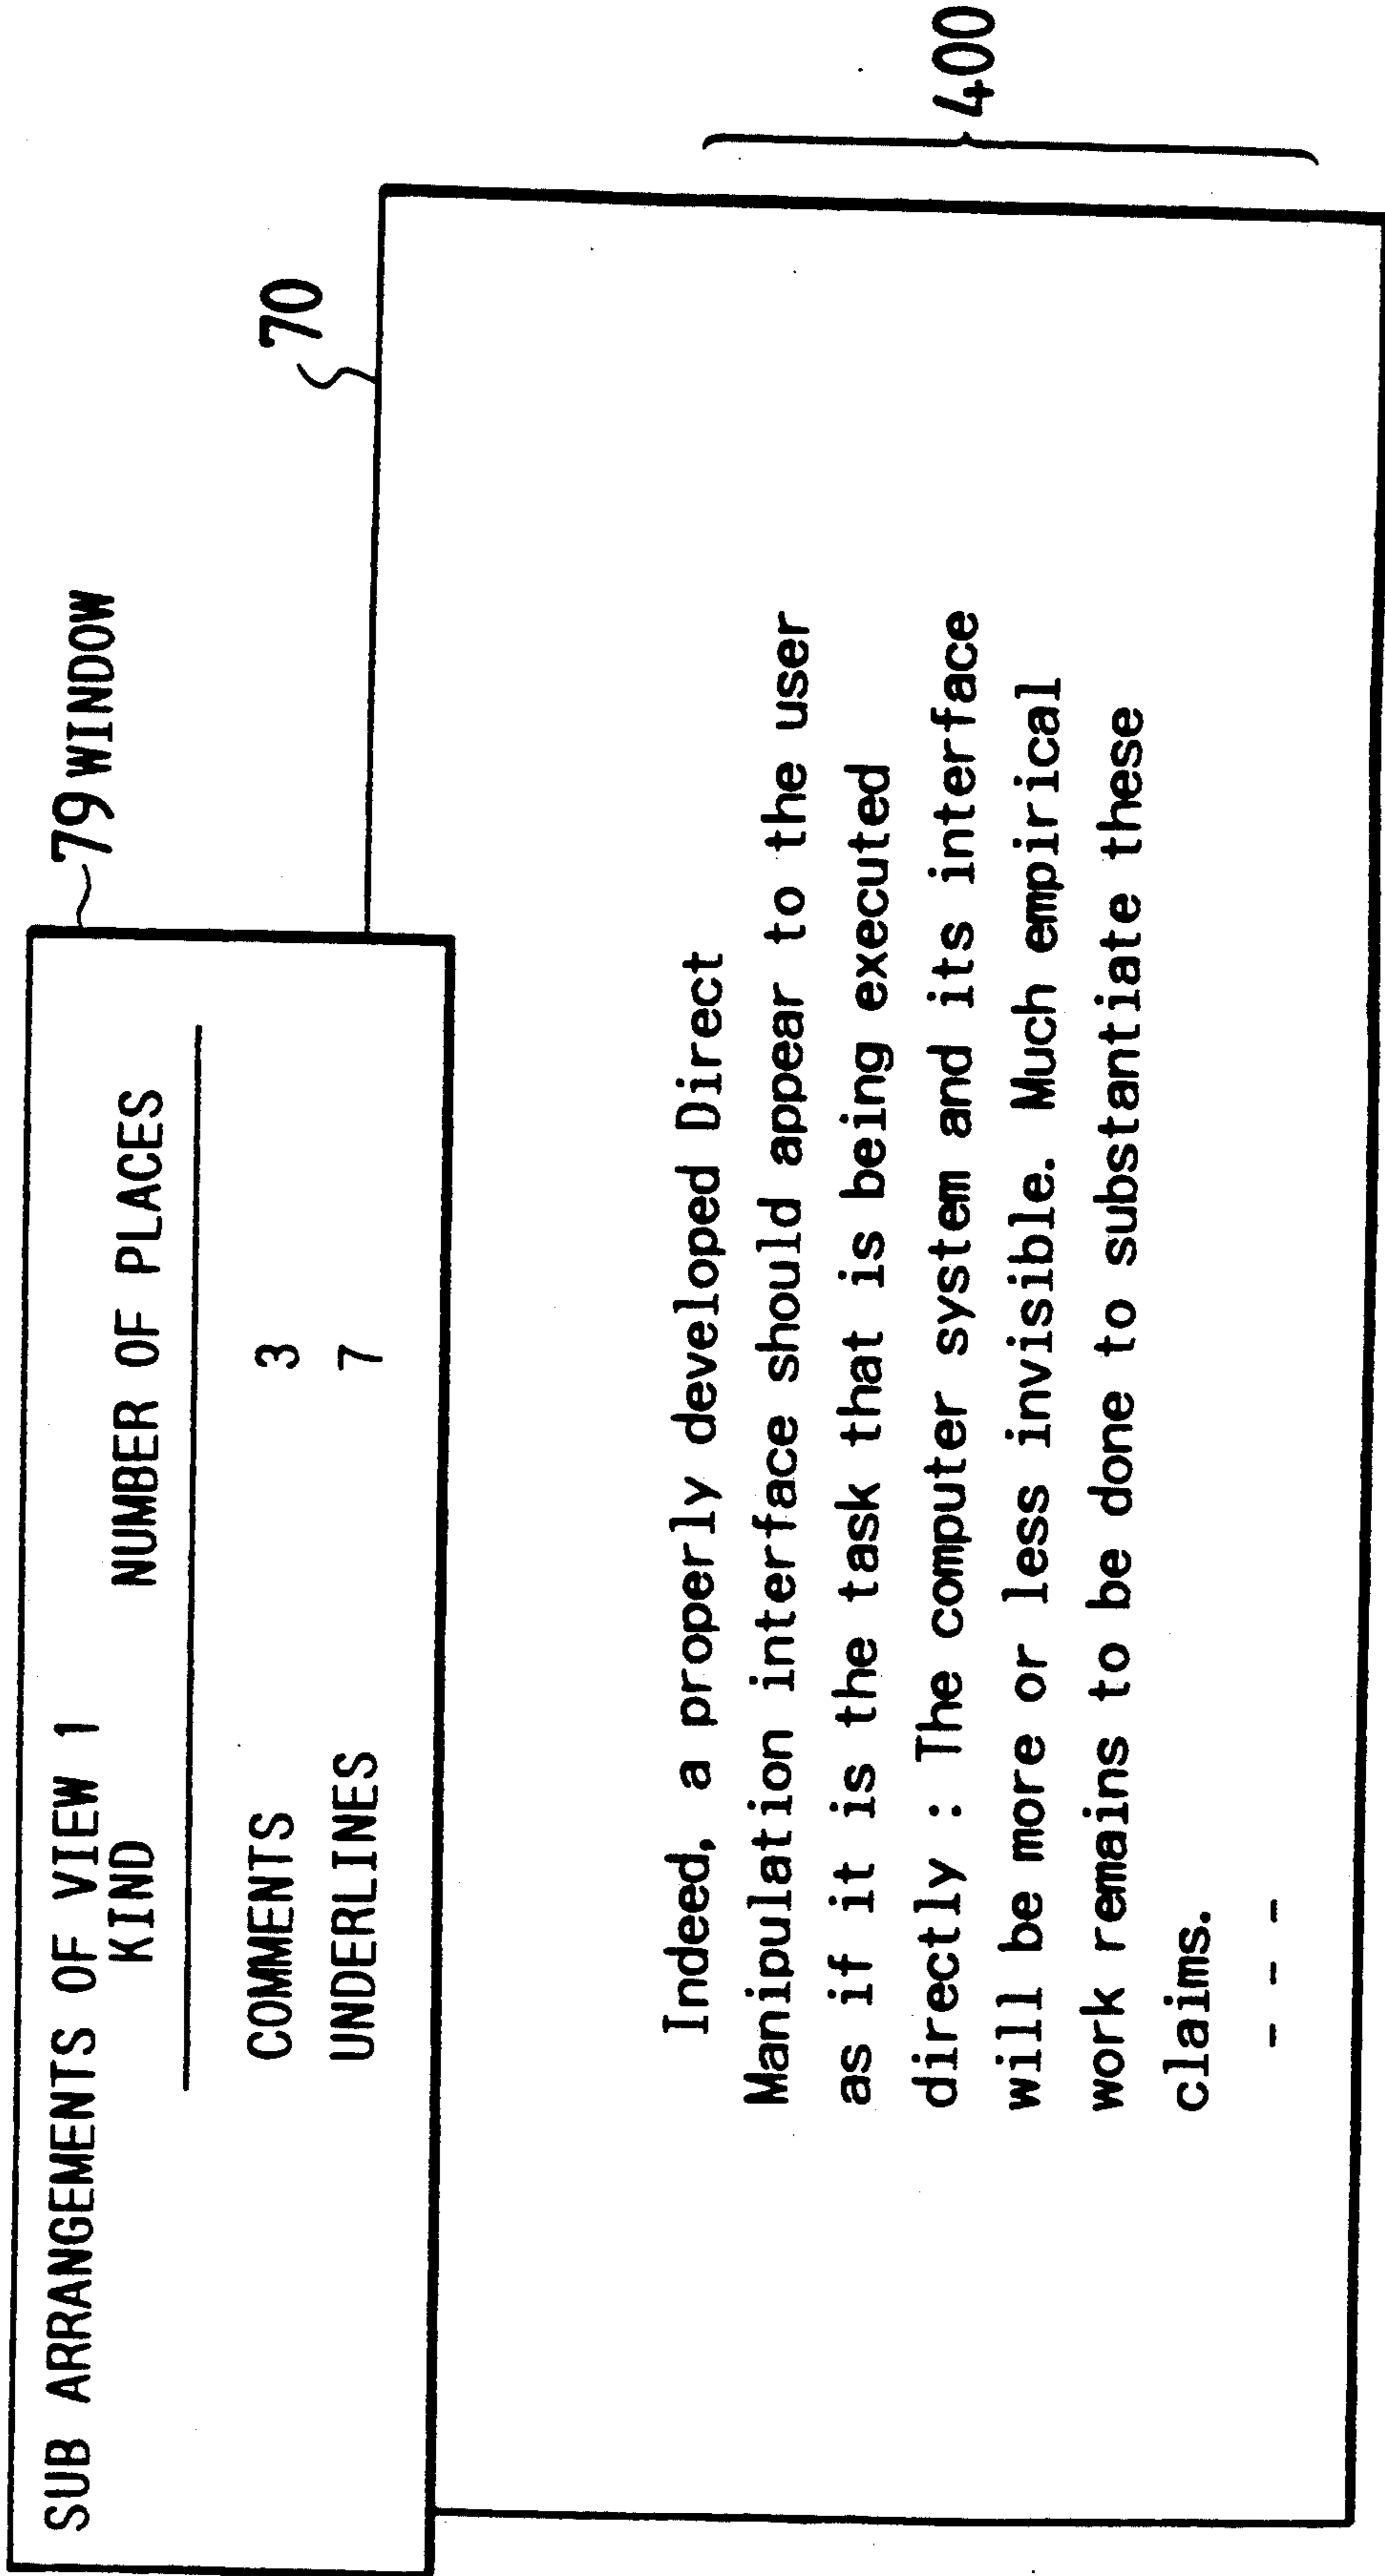 79 WINDOW
SUB ARRANGEMENTS OF VIEW 1
KIND NUMBER OF PLACES
COMMENTS 3
UNDERLINES 7
70
Indeed, a properly developed Direct
Manipulation interface should appear to the user
as if it is the task that is being executed
directly : The computer system and its interface
will be more or less invisible. Much empirical
work remains to be done to substantiate these
claims.
- - -
400